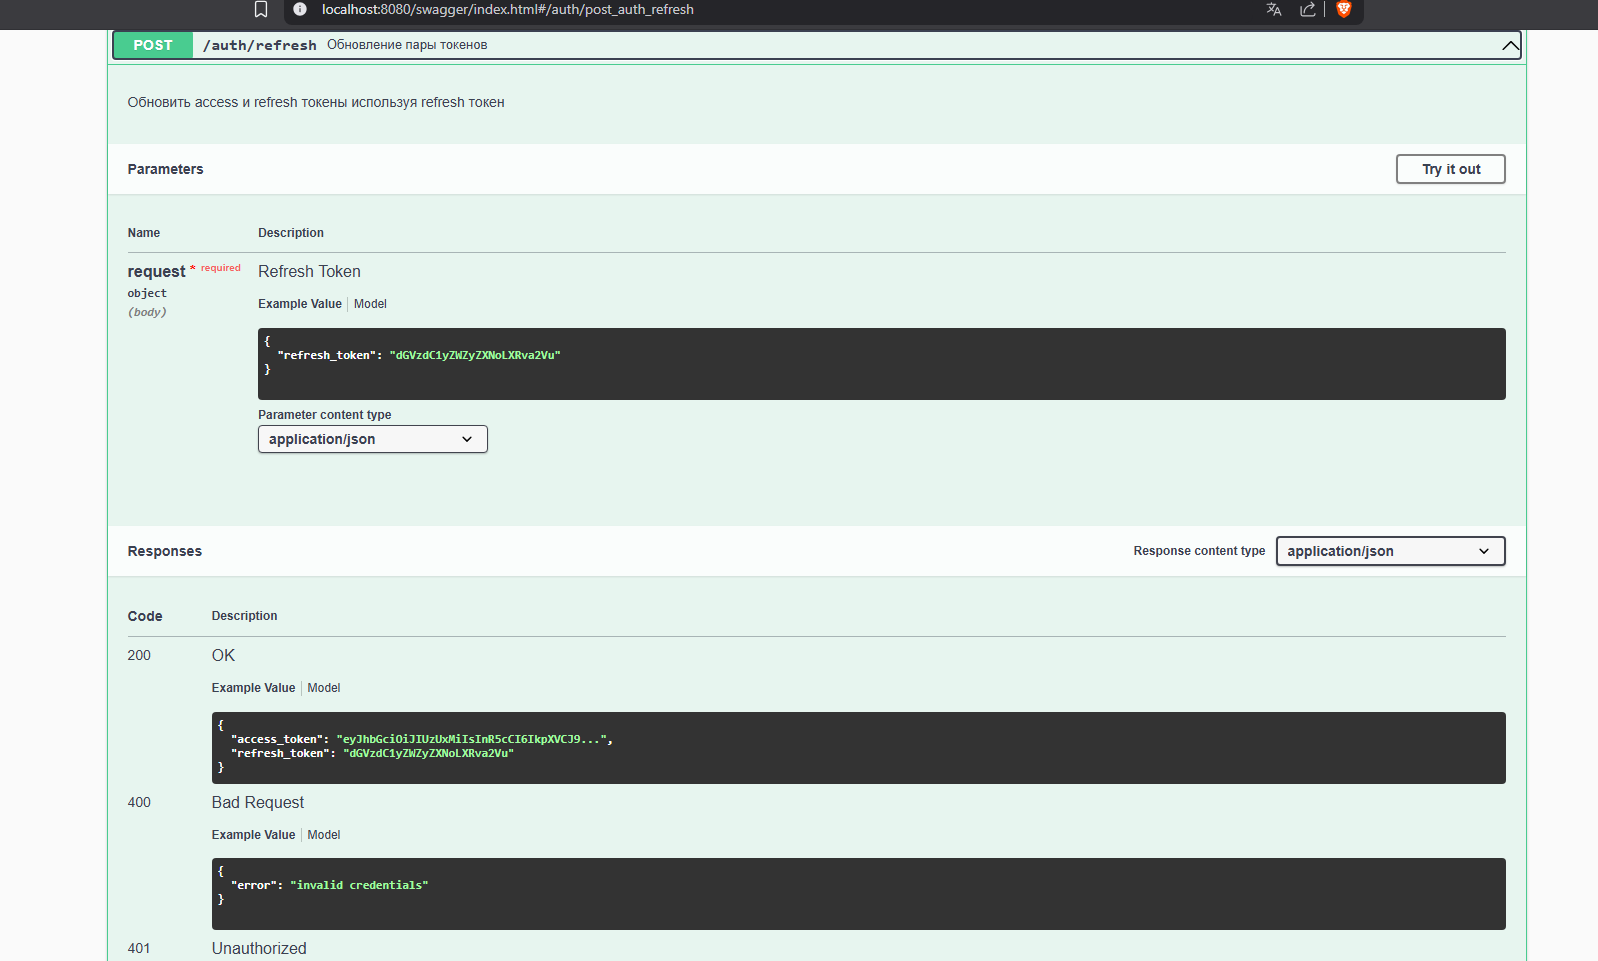 localhost:8080/swagger/index.html#/auth/post_auth_refresh
POST /auth/refresh Обновление пары токенов
Обновить access и refresh токены используя refresh токен
Parameters
Try it out
Name Description
request * required Refresh Token
object
(body)
Example Value Model
{
"refresh_token": "dGVzdC1yZWZyZXNoLXRva2Vu"
}
Parameter content type
application/json
Responses Response content type application/json
Code Description
200 OK
Example Value Model
{
"access_token": "eyJhbGciOiJIUzUxMiIsInR5cCI6IkpXVCJ9...",
"refresh_token": "dGVzdC1yZWZyZXNoLXRva2Vu"
}
400 Bad Request
Example Value Model
{
"error": "invalid credentials"
}
401 Unauthorized